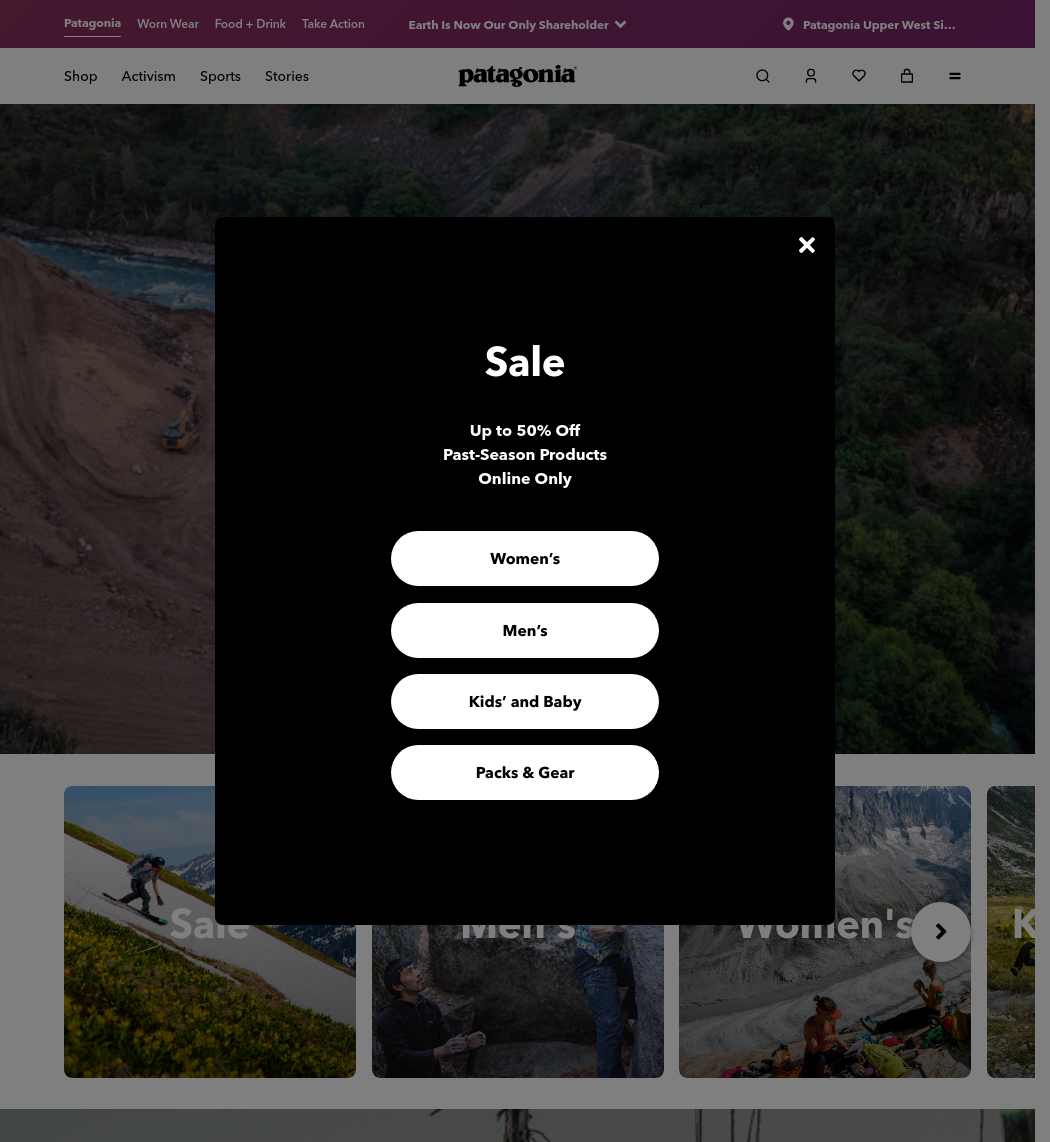 Patagonia
Worn Wear
Food + Drink
Take Action
Earth Is Now Our Only Shareholder
Patagonia Upper West Si...
Shop
Activism
Sports
Stories
patagonia
Sale
Up to 50% Off
Past-Season Products
Online Only
Women’s
Men’s
Kids’ and Baby
Packs & Gear
Sale
Men's
Women's
K